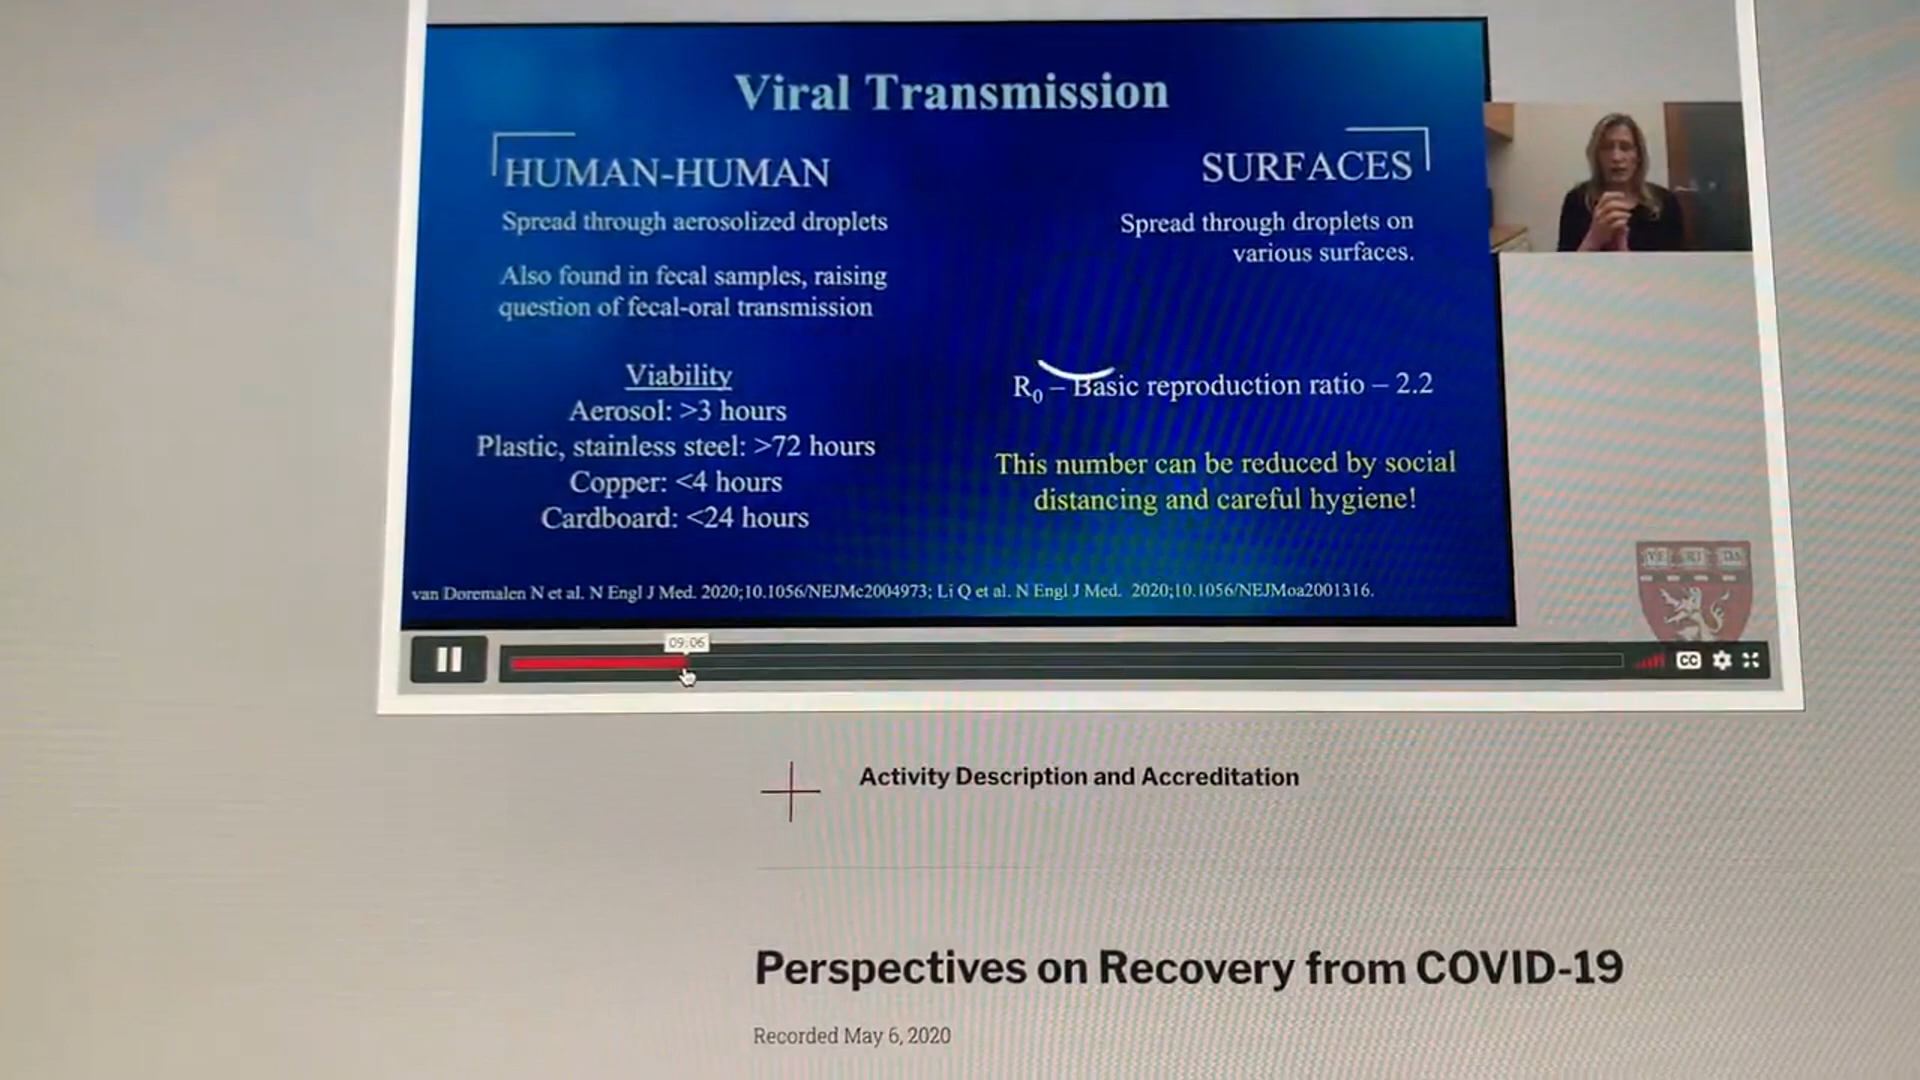 Viral Transmission
HUMAN-HUMAN
Spread through aerosolized droplets
Also found in fecal samples, raising
question of fecal-oral transmission
Viability
Aerosol: >3 hours
Plastic, stainless steel: >72 hours
Copper: <4 hours
Cardboard: <24 hours
SURFACES
Spread through droplets on
various surfaces.
R₀ – Basic reproduction ratio – 2.2
This number can be reduced by social
distancing and careful hygiene!
van Doremalen N et al. N Engl J Med. 2020;10.1056/NEJMc2004973; Li Q et al. N Engl J Med. 2020;10.1056/NEJMoa2001316.
VE RI TAS
09:06
CC
Activity Description and Accreditation
Perspectives on Recovery from COVID-19
Recorded May 6, 2020